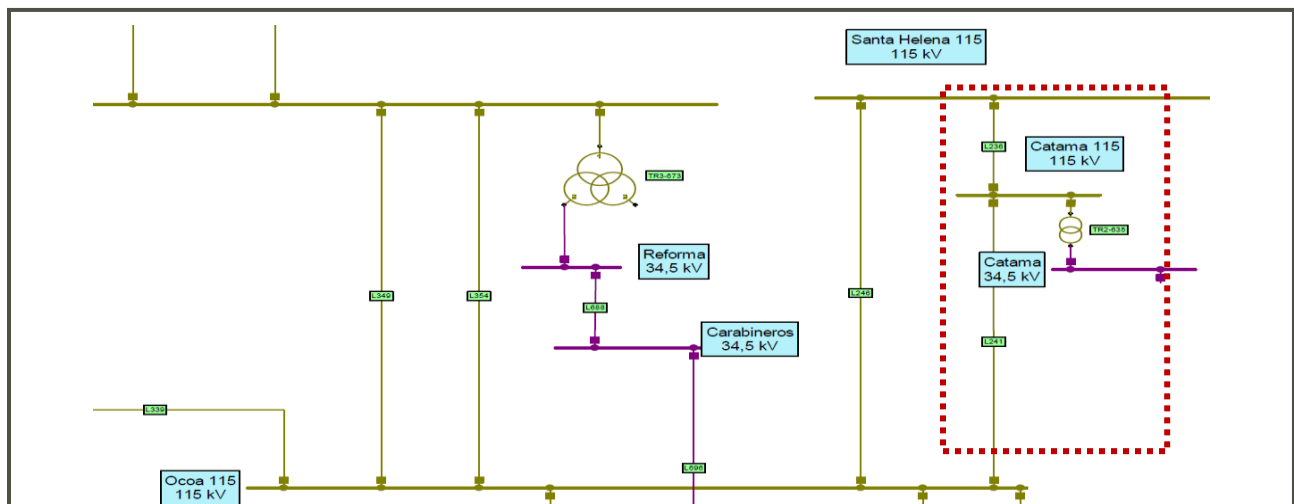 Santa Helena 115
115 kV
L236
Catama 115
115 kV
TR3-673
TR2-636
Reforma
34,5 kV
Catama
34,5 kV
L349
L354
L246
L688
Carabineros
34,5 kV
L241
L339
L696
Ocoa 115
115 kV